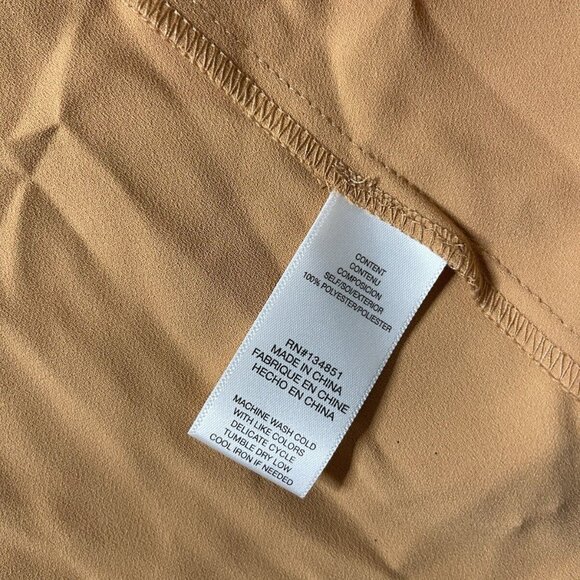 CONTENT
CONTENU
COMPOSICION
SELF/SOI/EXTERIOR
100% POLYESTER/POLIESTER
RN#134851
MADE IN CHINA
FABRIQUE EN CHINE
HECHO EN CHINA
MACHINE WASH COLD
WITH LIKE COLORS
DELICATE CYCLE
TUMBLE DRY LOW
COOL IRON IF NEEDED